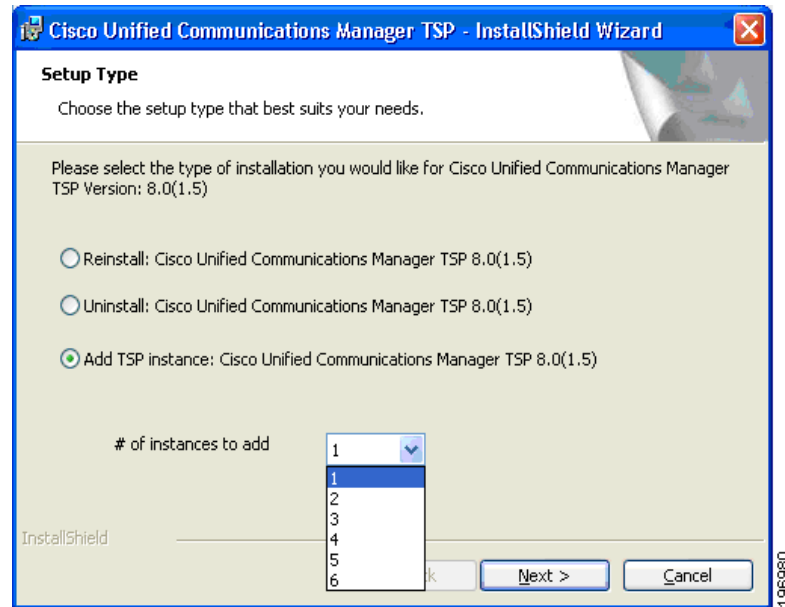 Cisco Unified Communications Manager TSP - InstallShield Wizard
Setup Type
Choose the setup type that best suits your needs.
Please select the type of installation you would like for Cisco Unified Communications Manager
TSP Version: 8.0(1.5)
Reinstall: Cisco Unified Communications Manager TSP 8.0(1.5)
Uninstall: Cisco Unified Communications Manager TSP 8.0(1.5)
Add TSP instance: Cisco Unified Communications Manager TSP 8.0(1.5)
# of instances to add
1
1
2
3
4
5
6
InstallShield
Next >
Cancel
196980